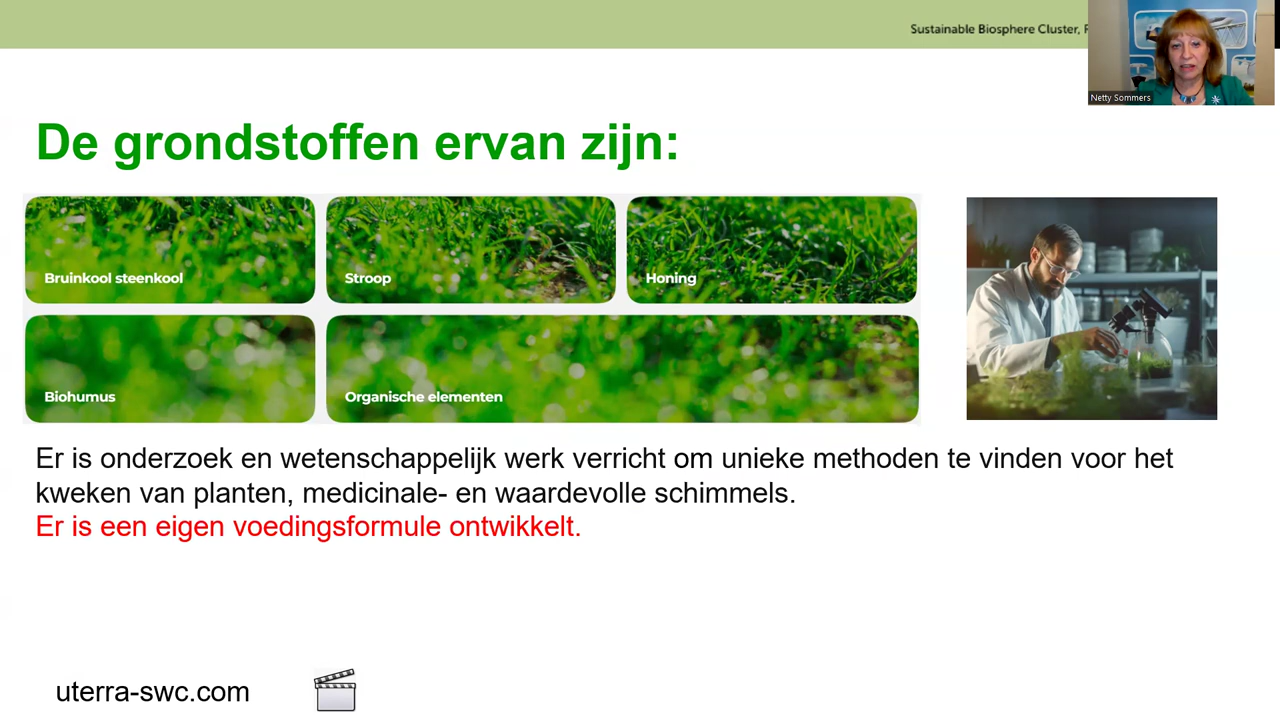 Sustainable Biosphere Cluster,
Netty Sommers
De grondstoffen ervan zijn:
Bruinkool steenkool
Stroop
Honing
Biohumus
Organische elementen
Er is onderzoek en wetenschappelijk werk verricht om unieke methoden te vinden voor het
kweken van planten, medicinale- en waardevolle schimmels.
Er is een eigen voedingsformule ontwikkelt.
uterra-swc.com